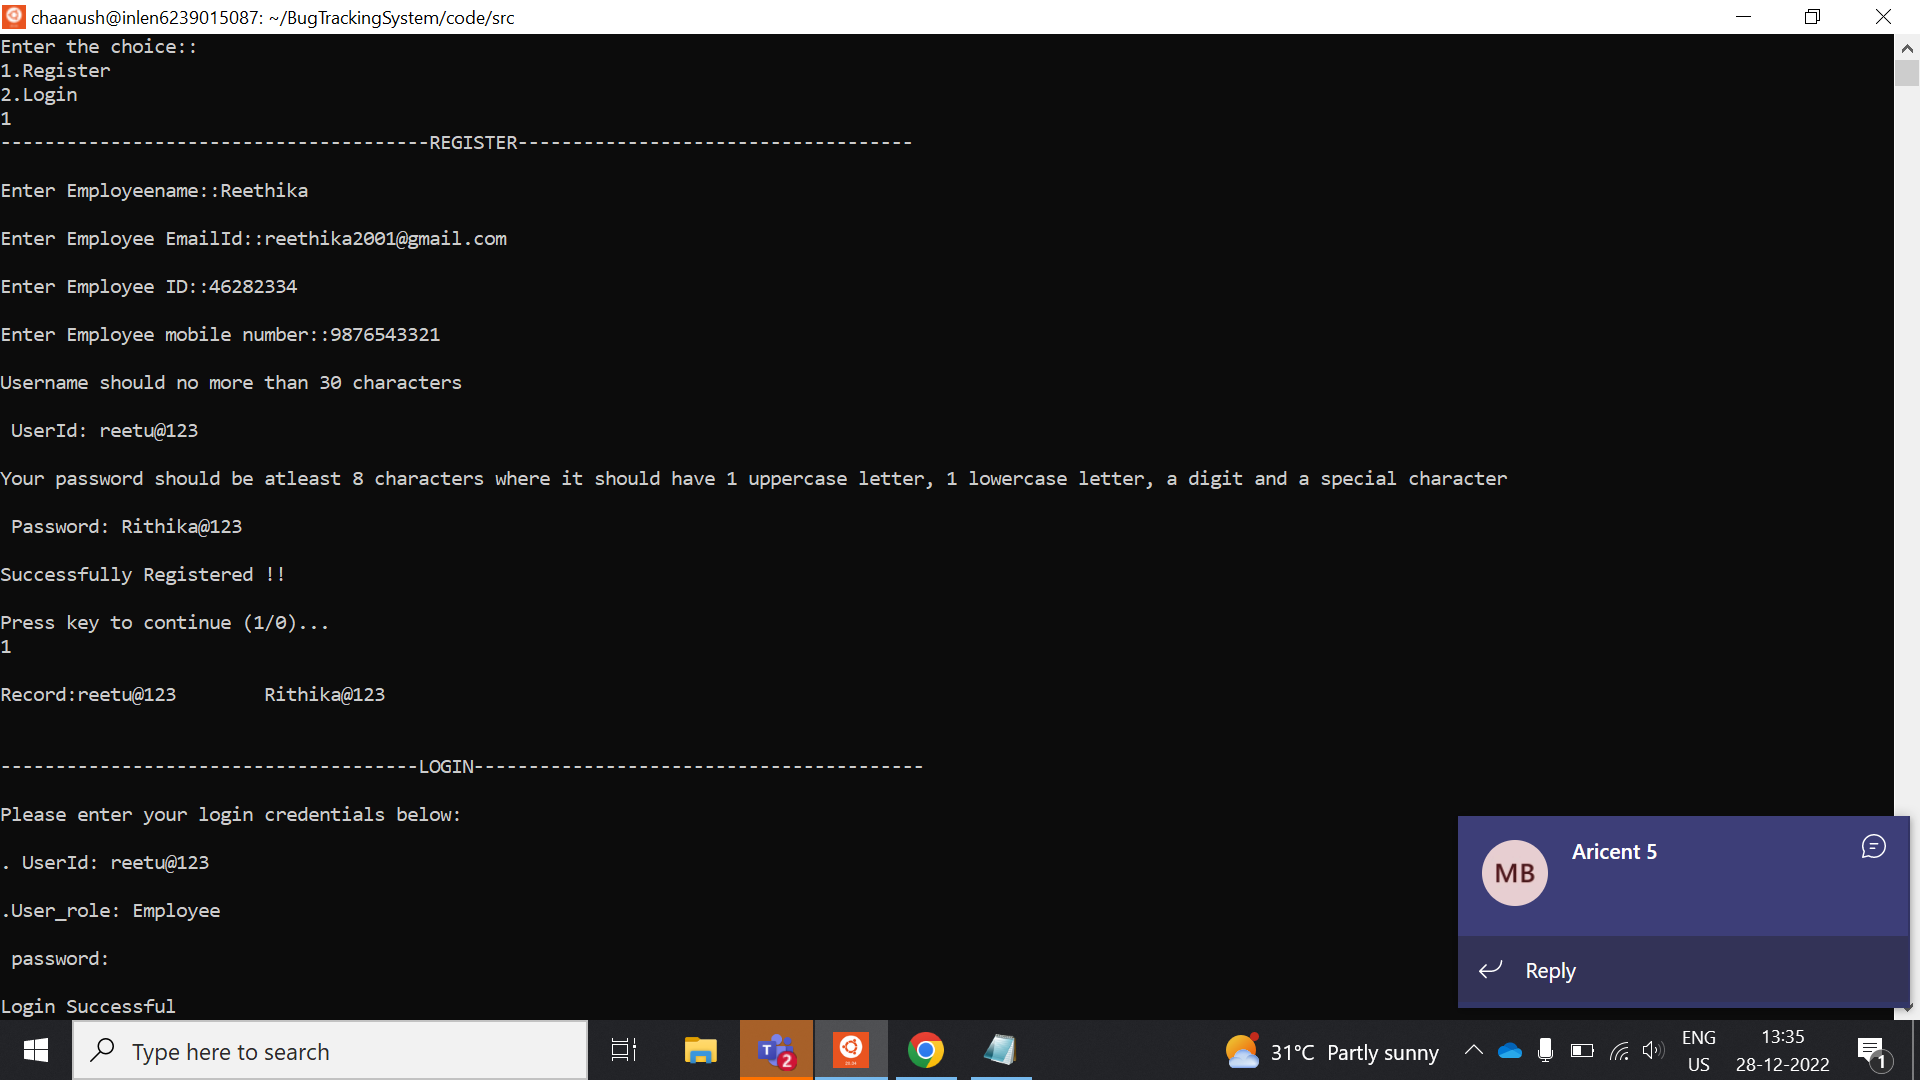 chaanush@inlen6239015087: ~/BugTrackingSystem/code/src
Enter the choice::
1.Register
2.Login
1
---------------------------------------REGISTER------------------------------------
Enter Employeename::Reethika
Enter Employee EmailId::reethika2001@gmail.com
Enter Employee ID::46282334
Enter Employee mobile number::9876543321
Username should no more than 30 characters
UserId: reetu@123
Your password should be atleast 8 characters where it should have 1 uppercase letter, 1 lowercase letter, a digit and a special character
Password: Rithika@123
Successfully Registered !!
Press key to continue (1/0)...
1
Record:reetu@123        Rithika@123
--------------------------------------LOGIN-----------------------------------------
Please enter your login credentials below:
. UserId: reetu@123
.User_role: Employee
password:
Login Successful
MB
Aricent 5
Reply
Type here to search
2
31°C Partly sunny
ENG
US
13:35
28-12-2022
1